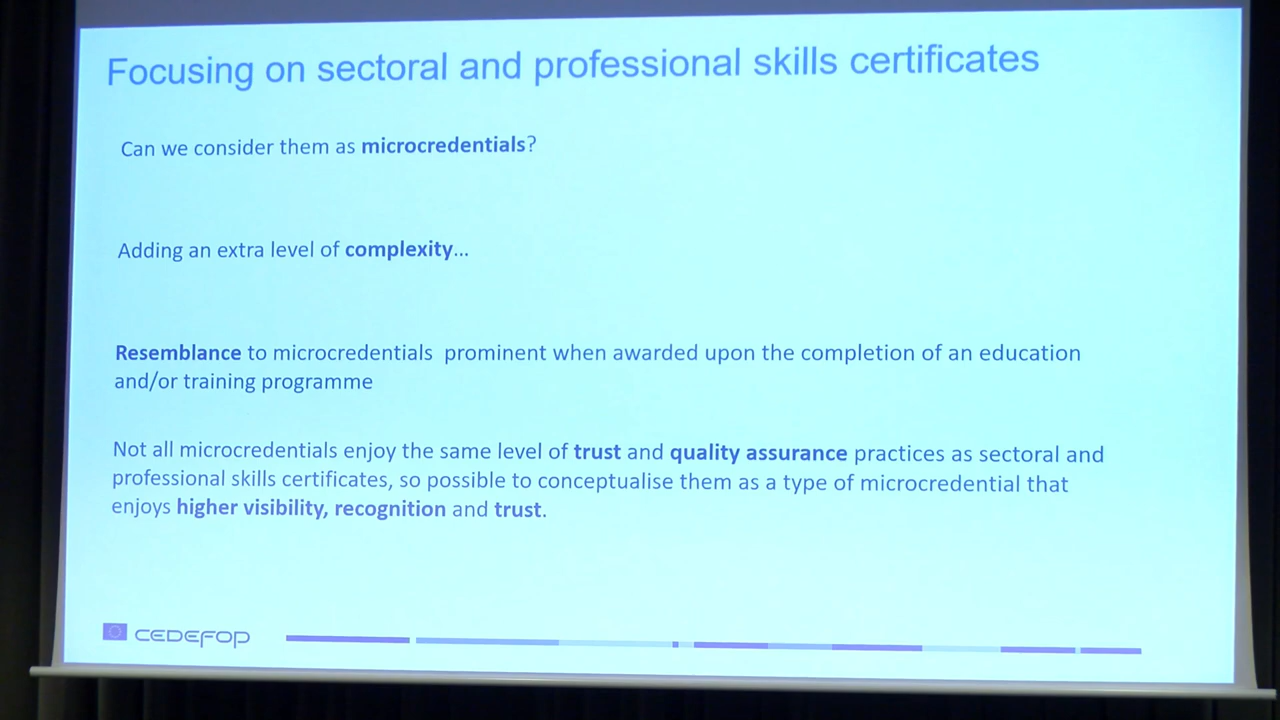 Focusing on sectoral and professional skills certificates
Can we consider them as microcredentials?
Adding an extra level of complexity...
Resemblance to microcredentials prominent when awarded upon the completion of an education
and/or training programme
Not all microcredentials enjoy the same level of trust and quality assurance practices as sectoral and
professional skills certificates, so possible to conceptualise them as a type of microcredential that
enjoys higher visibility, recognition and trust.
CEDEFOP